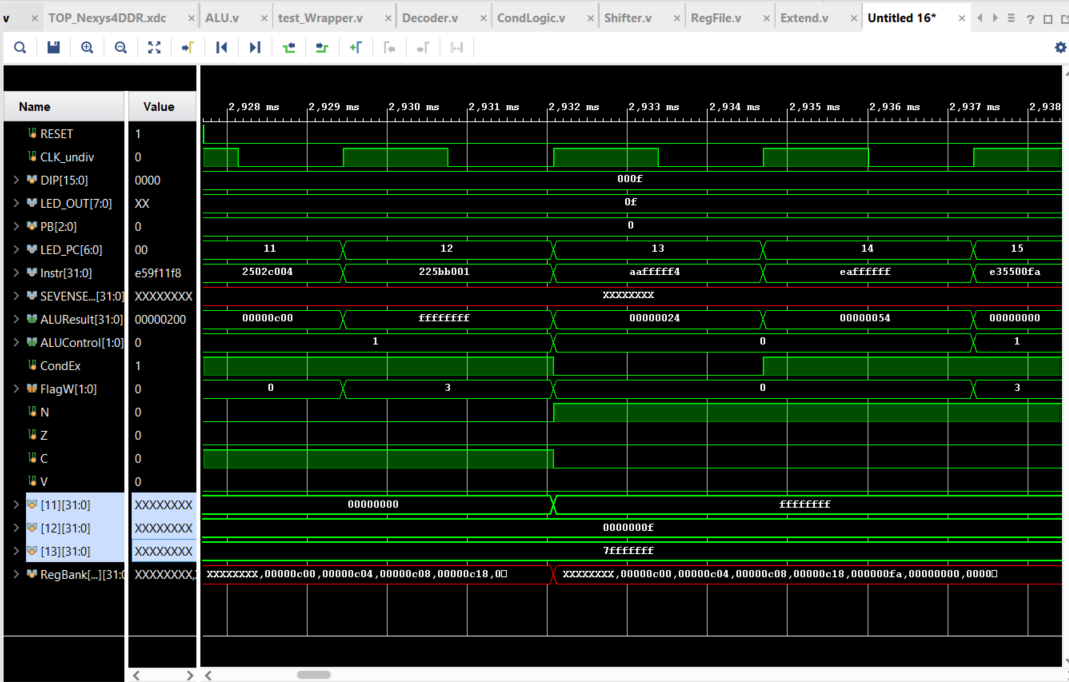 v TOP_Nexys4DDR.xdc ALU.v test_Wrapper.v Decoder.v CondLogic.v Shifter.v RegFile.v Extend.v Untitled 16*
Name Value 2,928 ms 2,929 ms 2,930 ms 2,931 ms 2,932 ms 2,933 ms 2,934 ms 2,935 ms 2,936 ms 2,937 ms 2,938
RESET 1
CLK_undiv 0
DIP[15:0] 0000 000f
LED_OUT[7:0] XX 0f
PB[2:0] 0 0
LED_PC[6:0] 00 11 12 13 14 15
Instr[31:0] e59f11f8 2502c004 225bb001 aafffff4 eaffffff e35500fa
SEVENSE...[31:0] XXXXXXXX XXXXXXXX
ALUResult[31:0] 00000200 00000c00 ffffffff 00000024 00000054 00000000
ALUControl[1:0] 0 1 0 1
CondEx 1
FlagW[1:0] 0 0 3 0 3
N 0
Z 0
C 0
V 0
[11][31:0] XXXXXXXX 00000000 ffffffff
[12][31:0] XXXXXXXX 0000000f
[13][31:0] XXXXXXXX 7fffffff
RegBank[...][31:0 XXXXXXXX, XXXXXXXX,00000c00,00000c04,00000c08,00000c18,0 XXXXXXXX,00000c00,00000c04,00000c08,00000c18,000000fa,00000000,0000